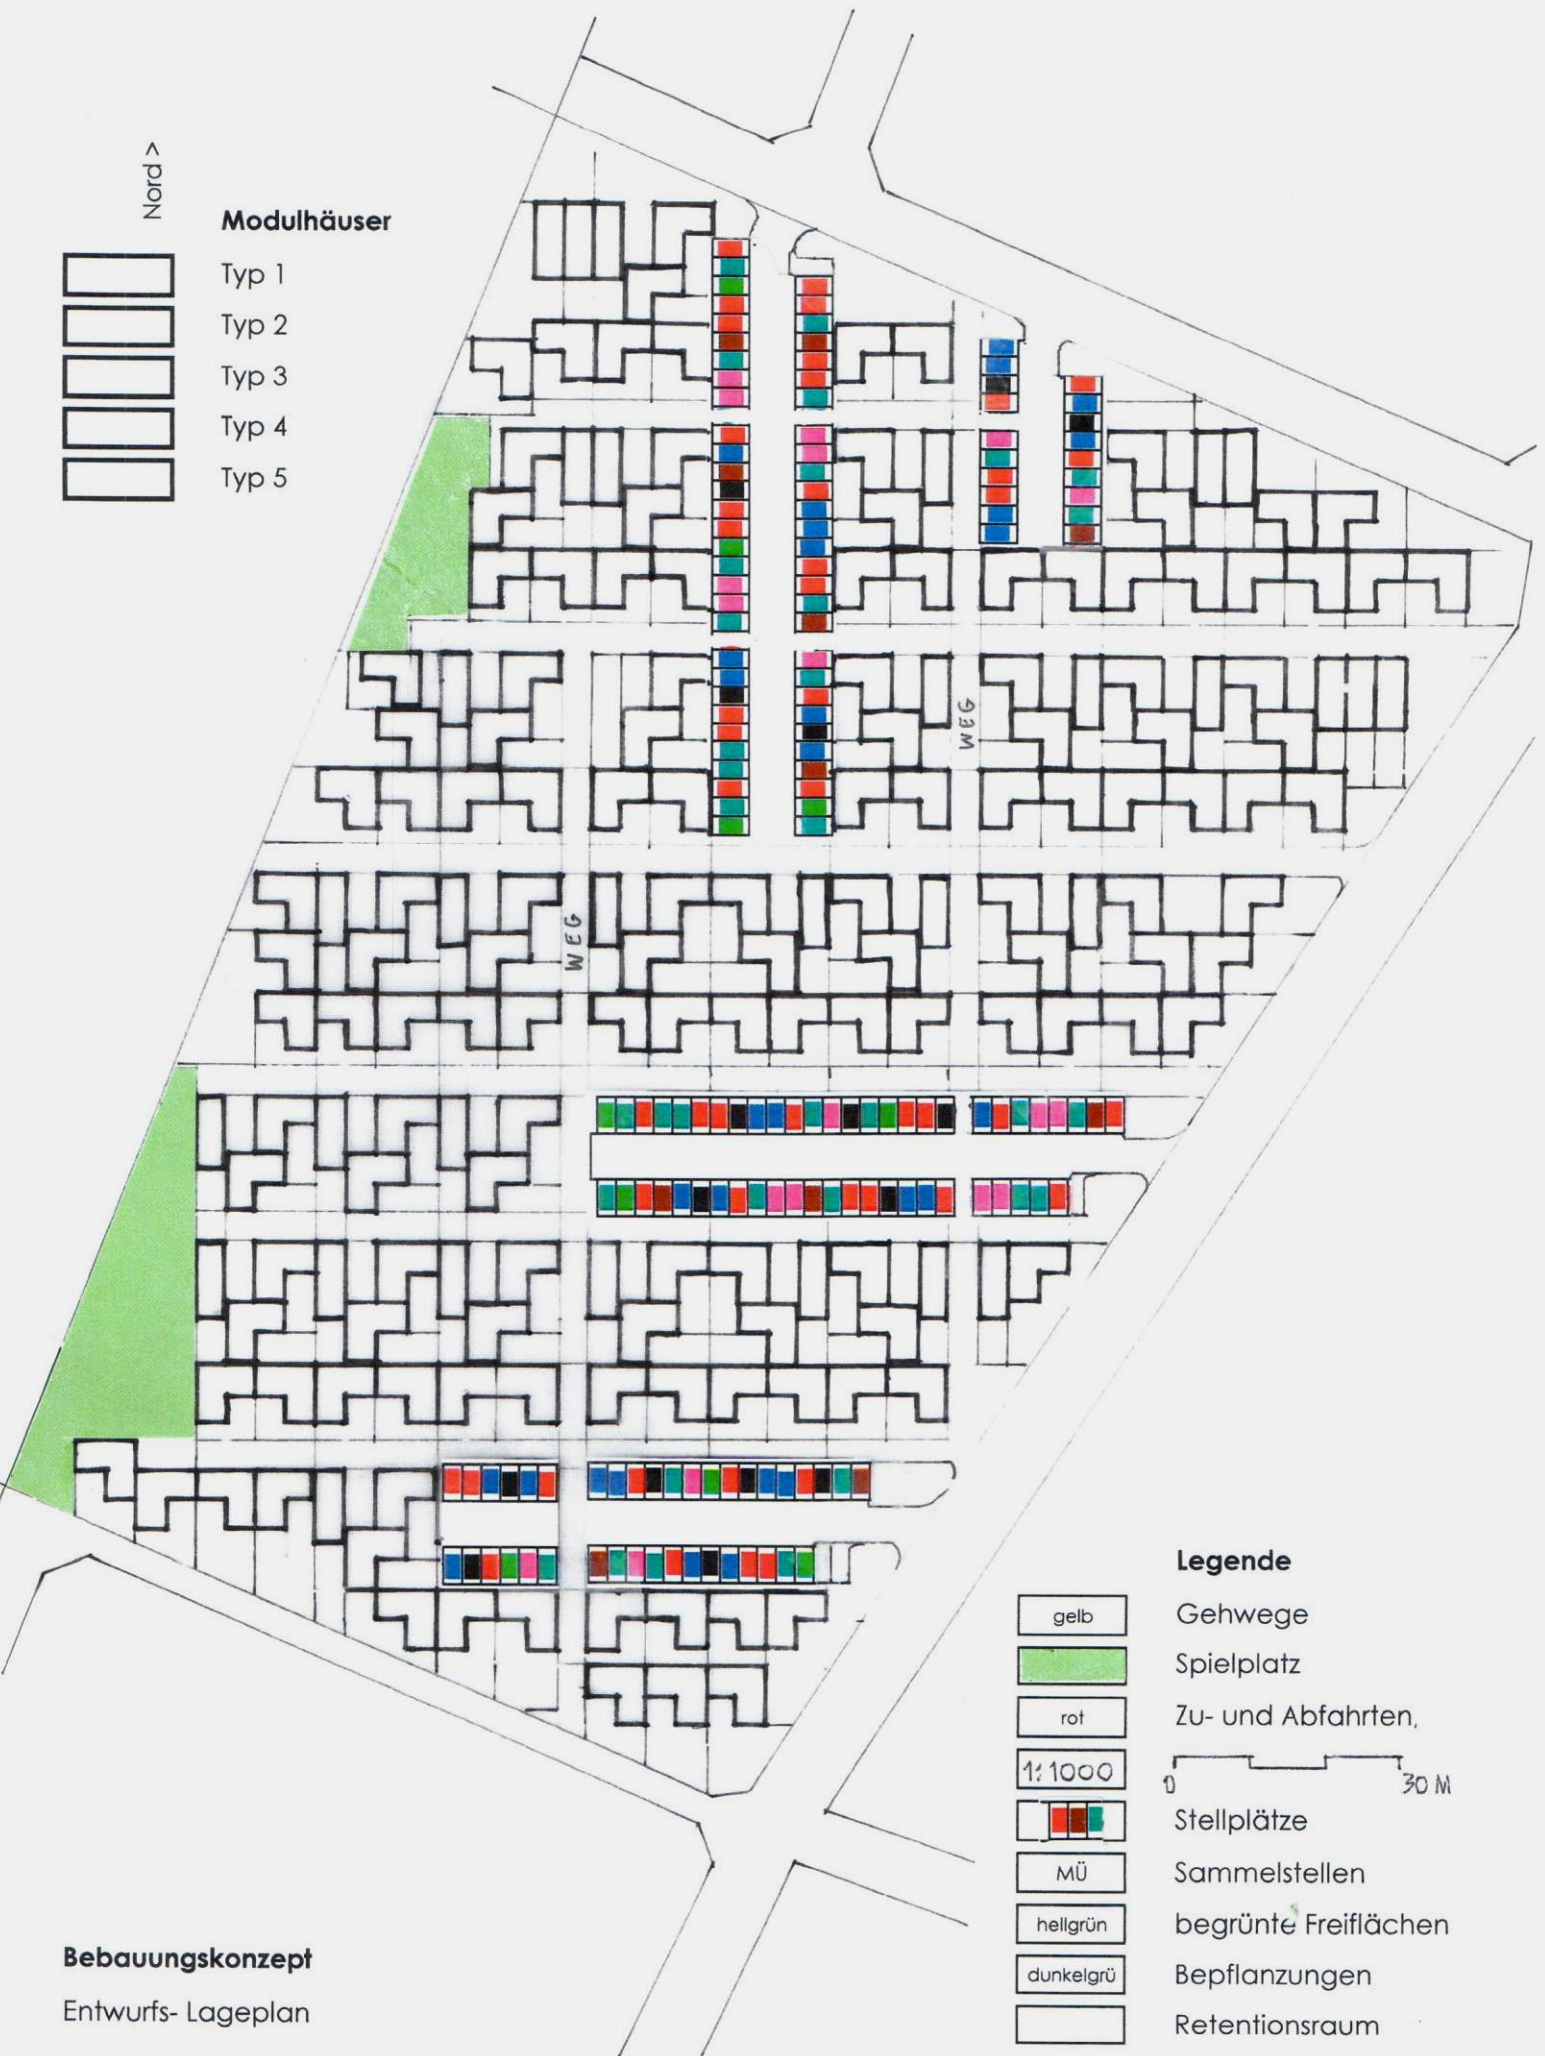 Nord >
Modulhäuser
Typ 1
Typ 2
Typ 3
Typ 4
Typ 5
WEG
WEG
Legende
gelb Gehwege
Spielplatz
rot Zu- und Abfahrten,
1:1000 0 30 M
Stellplätze
MÜ Sammelstellen
hellgrün begrünte Freiflächen
dunkelgrü Bepflanzungen
Retentionsraum
Bebauungskonzept
Entwurfs- Lageplan